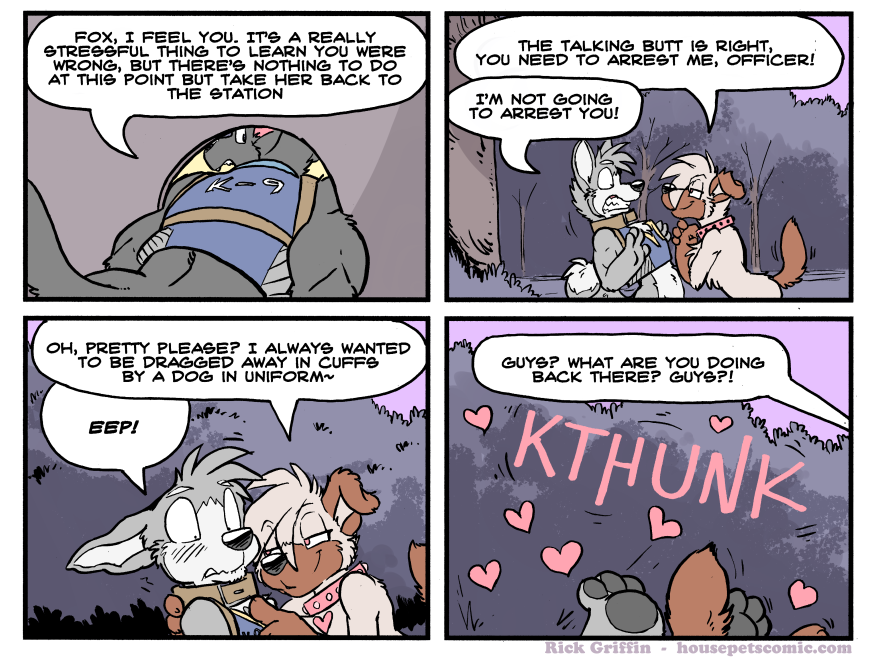 FOX, I FEEL YOU. IT'S A REALLY
STRESSFUL THING TO LEARN YOU WERE
WRONG, BUT THERE'S NOTHING TO DO
AT THIS POINT BUT TAKE HER BACK TO
THE STATION
K-9
THE TALKING BUTT IS RIGHT,
YOU NEED TO ARREST ME, OFFICER!
I'M NOT GOING
TO ARREST YOU!
OH, PRETTY PLEASE? I ALWAYS WANTED
TO BE DRAGGED AWAY IN CUFFS
BY A DOG IN UNIFORM~
EEP!
GUYS? WHAT ARE YOU DOING
BACK THERE? GUYS?!
KTHUNK
Rick Griffin - housepetscomic.com